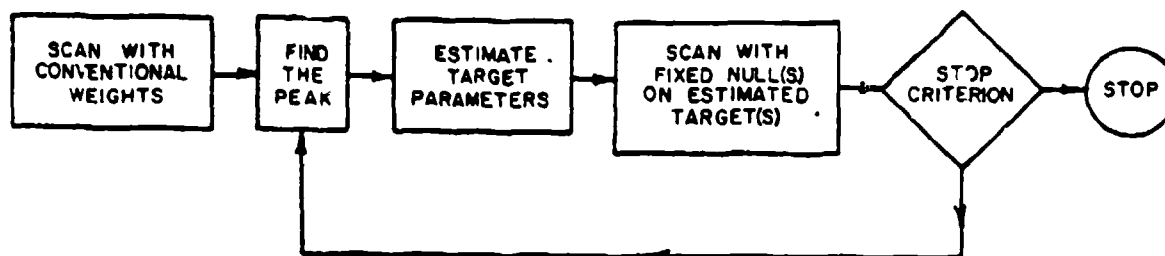 SCAN WITH
CONVENTIONAL
WEIGHTS
FIND
THE
PEAK
ESTIMATE
TARGET
PARAMETERS
SCAN WITH
FIXED NULL(S)
ON ESTIMATED
TARGET(S)
STOP
CRITERION
STOP